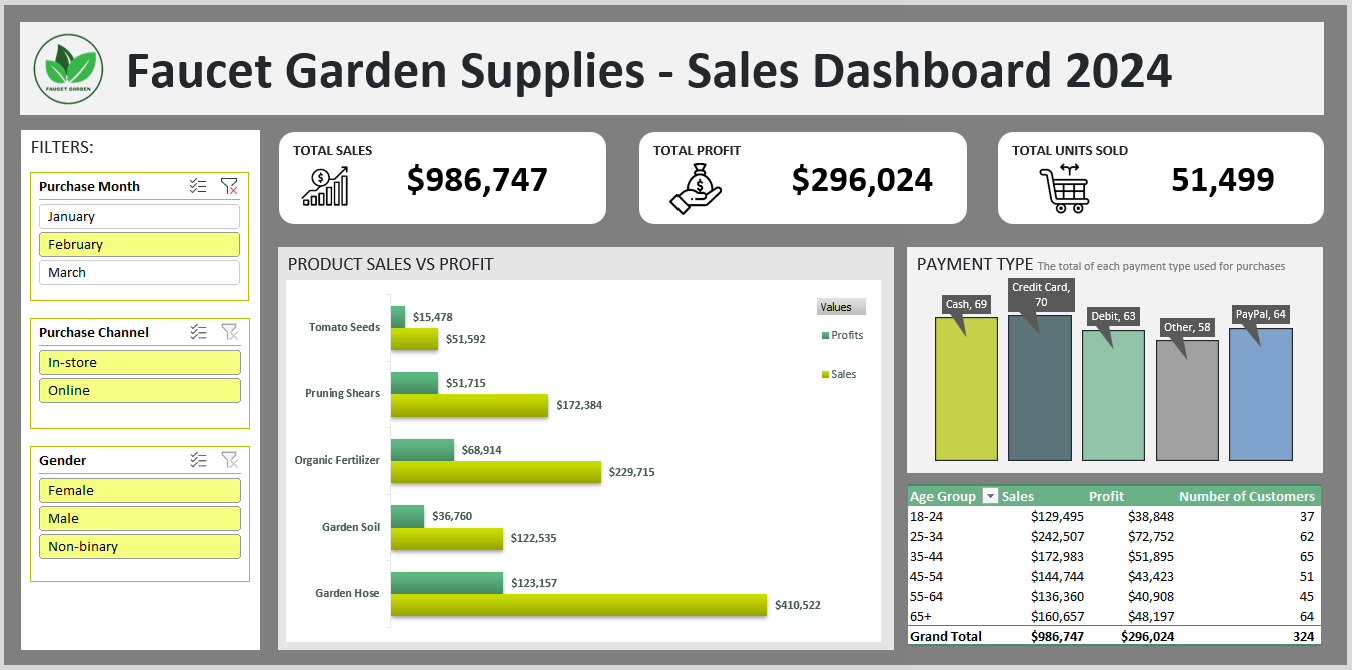 FAUCET GARDEN
Faucet Garden Supplies - Sales Dashboard 2024
FILTERS:
Purchase Month
January
February
March
Purchase Channel
In-store
Online
Gender
Female
Male
Non-binary
TOTAL SALES
$986,747
TOTAL PROFIT
$296,024
TOTAL UNITS SOLD
51,499
PRODUCT SALES VS PROFIT
Values
Profits
Sales
Tomato Seeds
$15,478
$51,592
Pruning Shears
$51,715
$172,384
Organic Fertilizer
$68,914
$229,715
Garden Soil
$36,760
$122,535
Garden Hose
$123,157
$410,522
PAYMENT TYPE The total of each payment type used for purchases
Cash, 69
Credit Card,
70
Debit, 63
Other, 58
PayPal, 64
Age Group Sales Profit Number of Customers
18-24 $129,495 $38,848 37
25-34 $242,507 $72,752 62
35-44 $172,983 $51,895 65
45-54 $144,744 $43,423 51
55-64 $136,360 $40,908 45
65+ $160,657 $48,197 64
Grand Total $986,747 $296,024 324